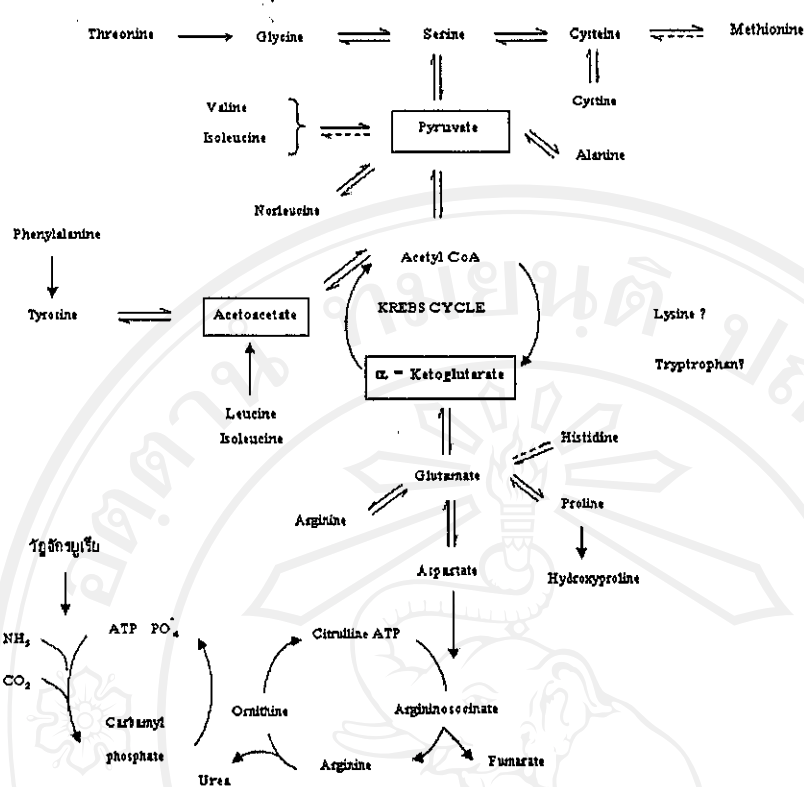 Threonine Glycine Serine Cysteine Methionine
Cystine
Valine
Isoleucine
Pyruvate
Alanine
Norleucine
Phenylalanine
Acetyl CoA
Tyrosine
Acetoacetate
KREBS CYCLE
Lysine ?
α = Ketoglutarate
Tryptophan?
Leucine
Isoleucine
Histidine
Glutamate
Arginine
Proline
วัฏจักรยูเรีย
Aspartate
Hydroxyproline
NH₃
ATP PO₄⁻
Citrulline ATP
CO₂
Carbamyl
phosphate
Ornithine
Argininosocinate
Urea
Arginine
Fumarate